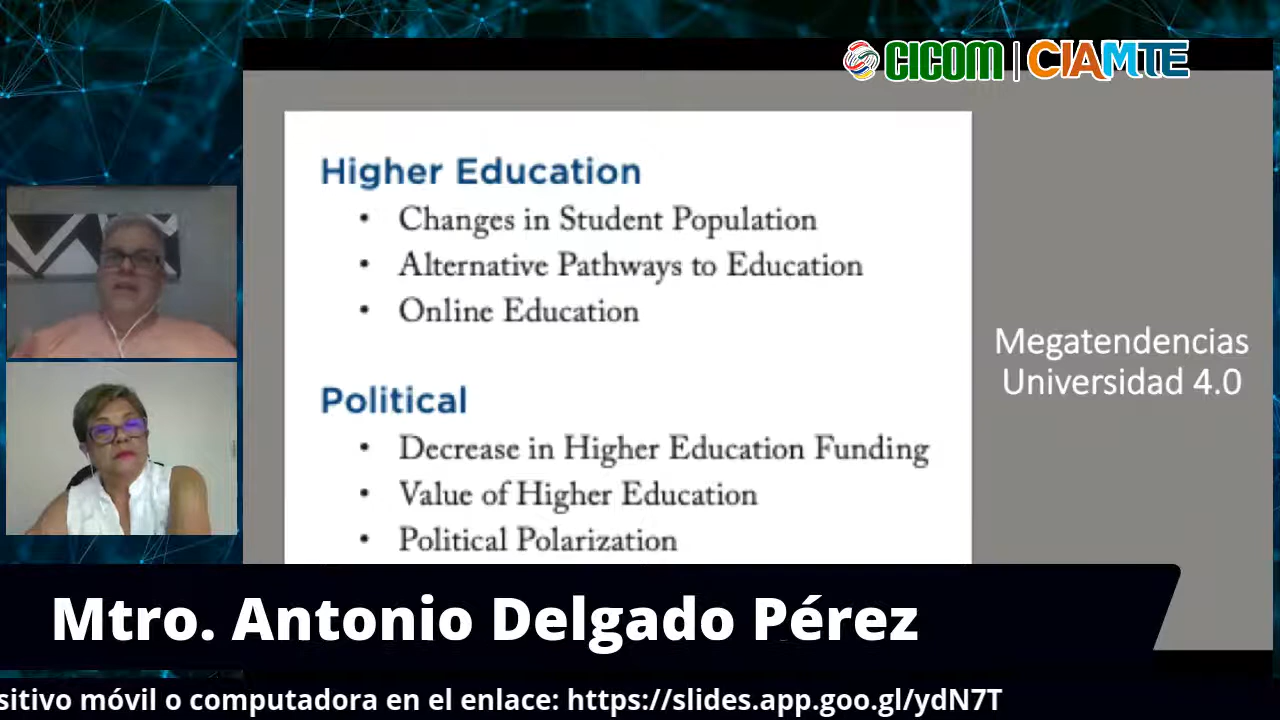 CICOM | CIAMTE
Higher Education
• Changes in Student Population
• Alternative Pathways to Education
• Online Education
Political
• Decrease in Higher Education Funding
• Value of Higher Education
• Political Polarization
Megatendencias
Universidad 4.0
Mtro. Antonio Delgado Pérez
sitivo móvil o computadora en el enlace: https://slides.app.goo.gl/ydN7T